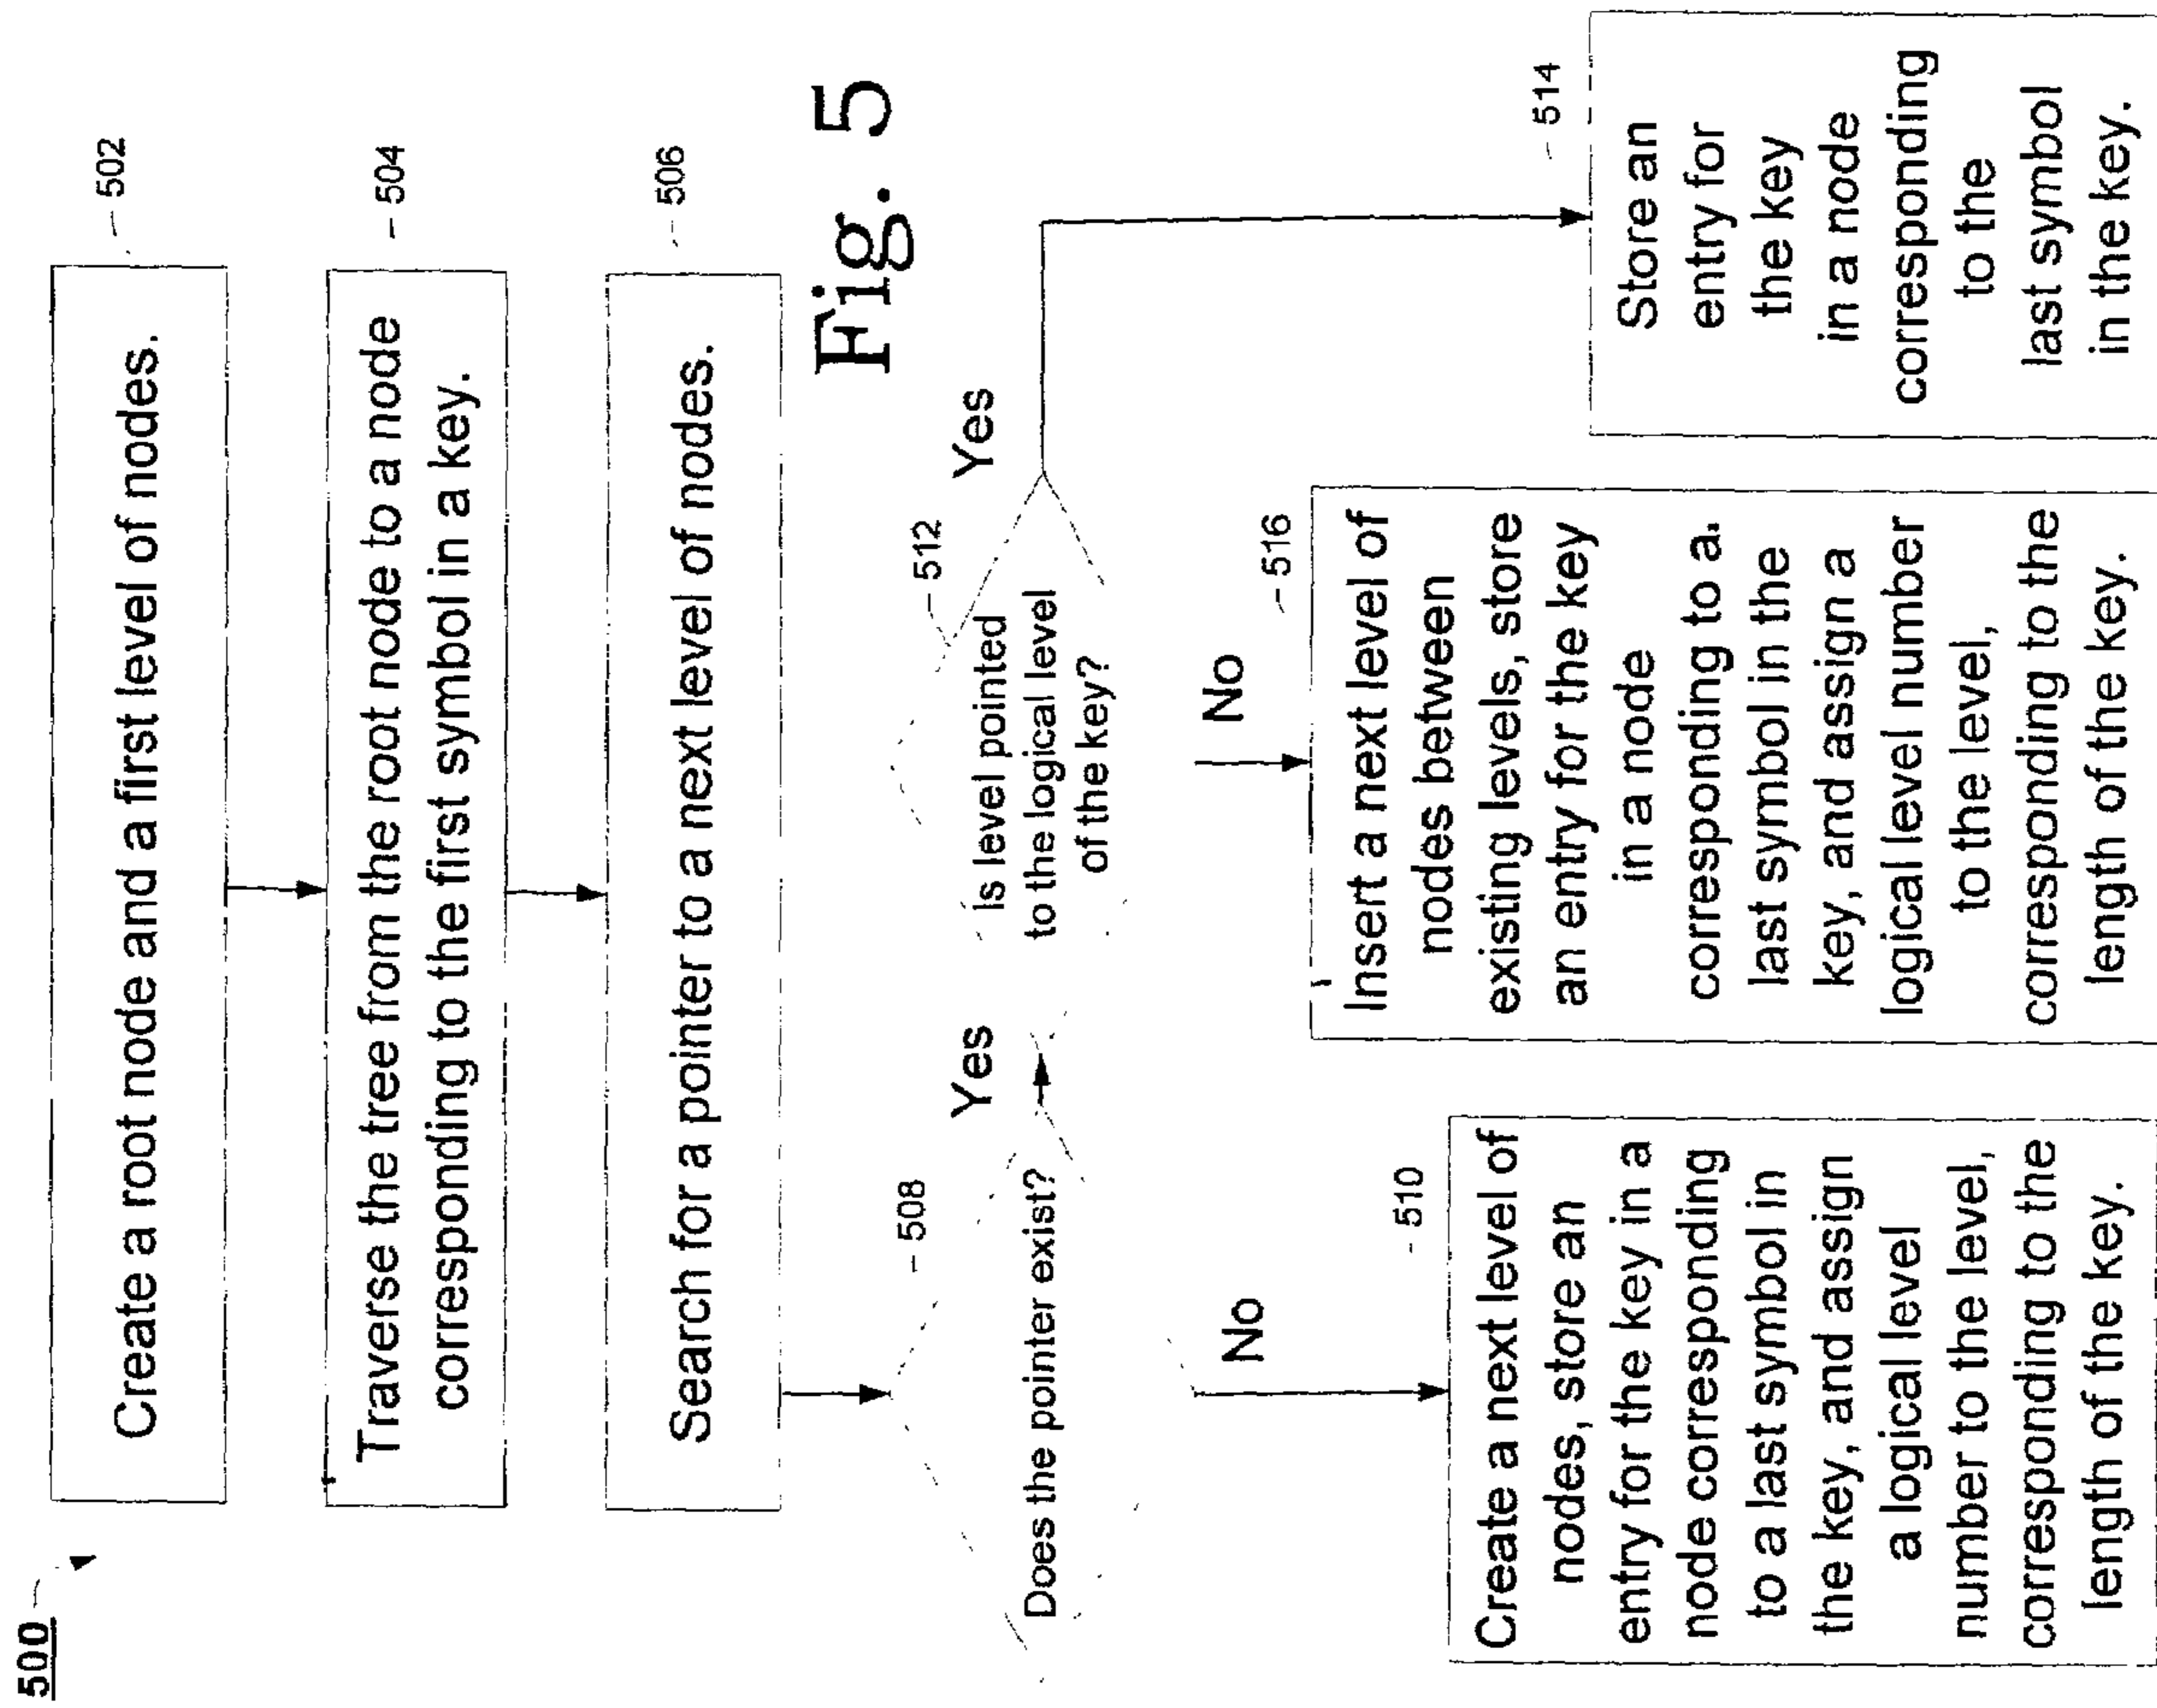 500
502
Create a root node and a first level of nodes.
504
Traverse the tree from the root node to a node
corresponding to the first symbol in a key.
506
Search for a pointer to a next level of nodes.
Fig. 5
508
Does the pointer exist?
Yes
No
512
Is level pointed
to the logical level
of the key?
Yes
No
510
Create a next level of
nodes, store an
entry for the key in a
node corresponding
to a last symbol in
the key, and assign
a logical level
number to the level,
corresponding to the
length of the key.
516
Insert a next level of
nodes between
existing levels, store
an entry for the key
in a node
corresponding to a.
last symbol in the
key, and assign a
logical level number
to the level,
corresponding to the
length of the key.
514
Store an
entry for
the key
in a node
corresponding
to the
last symbol
in the key.